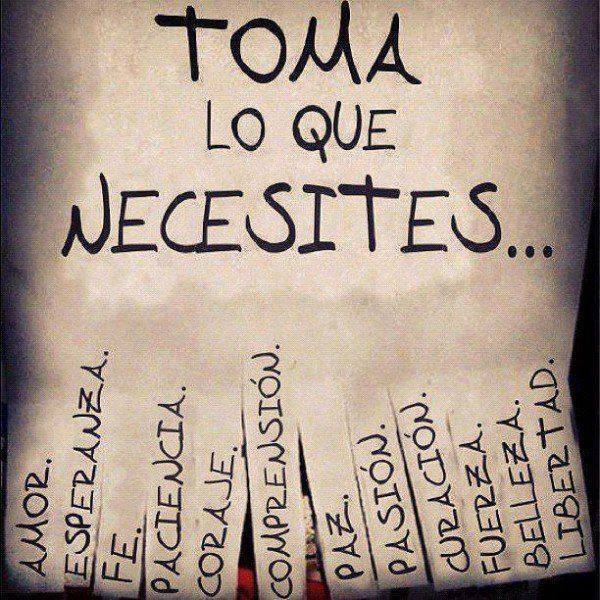 TOMA
LO QUE
NECESITES...
AMOR.
ESPERANZA.
FE.
PACIENCIA.
CORAJE.
COMPRENSIÓN.
PAZ.
PASIÓN.
CURACIÓN.
FUERZA.
BELLEZA.
LIBERTAD.